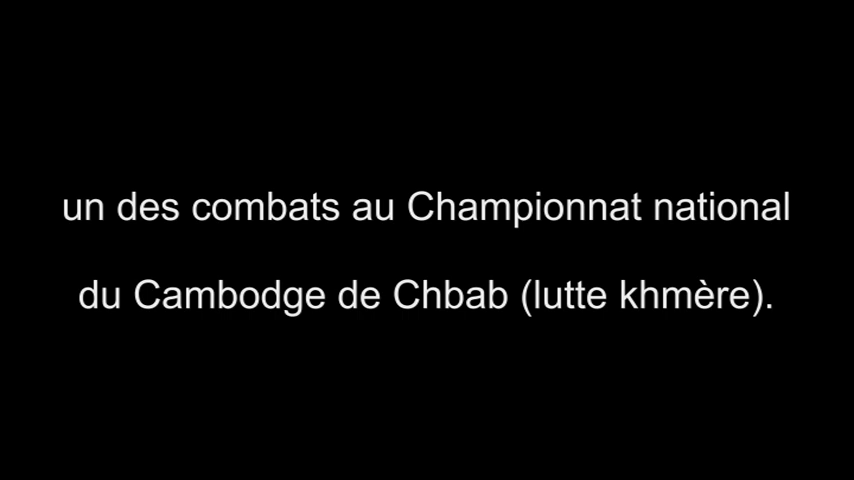 un des combats au Championnat national
du Cambodge de Chbab (lutte khmère).